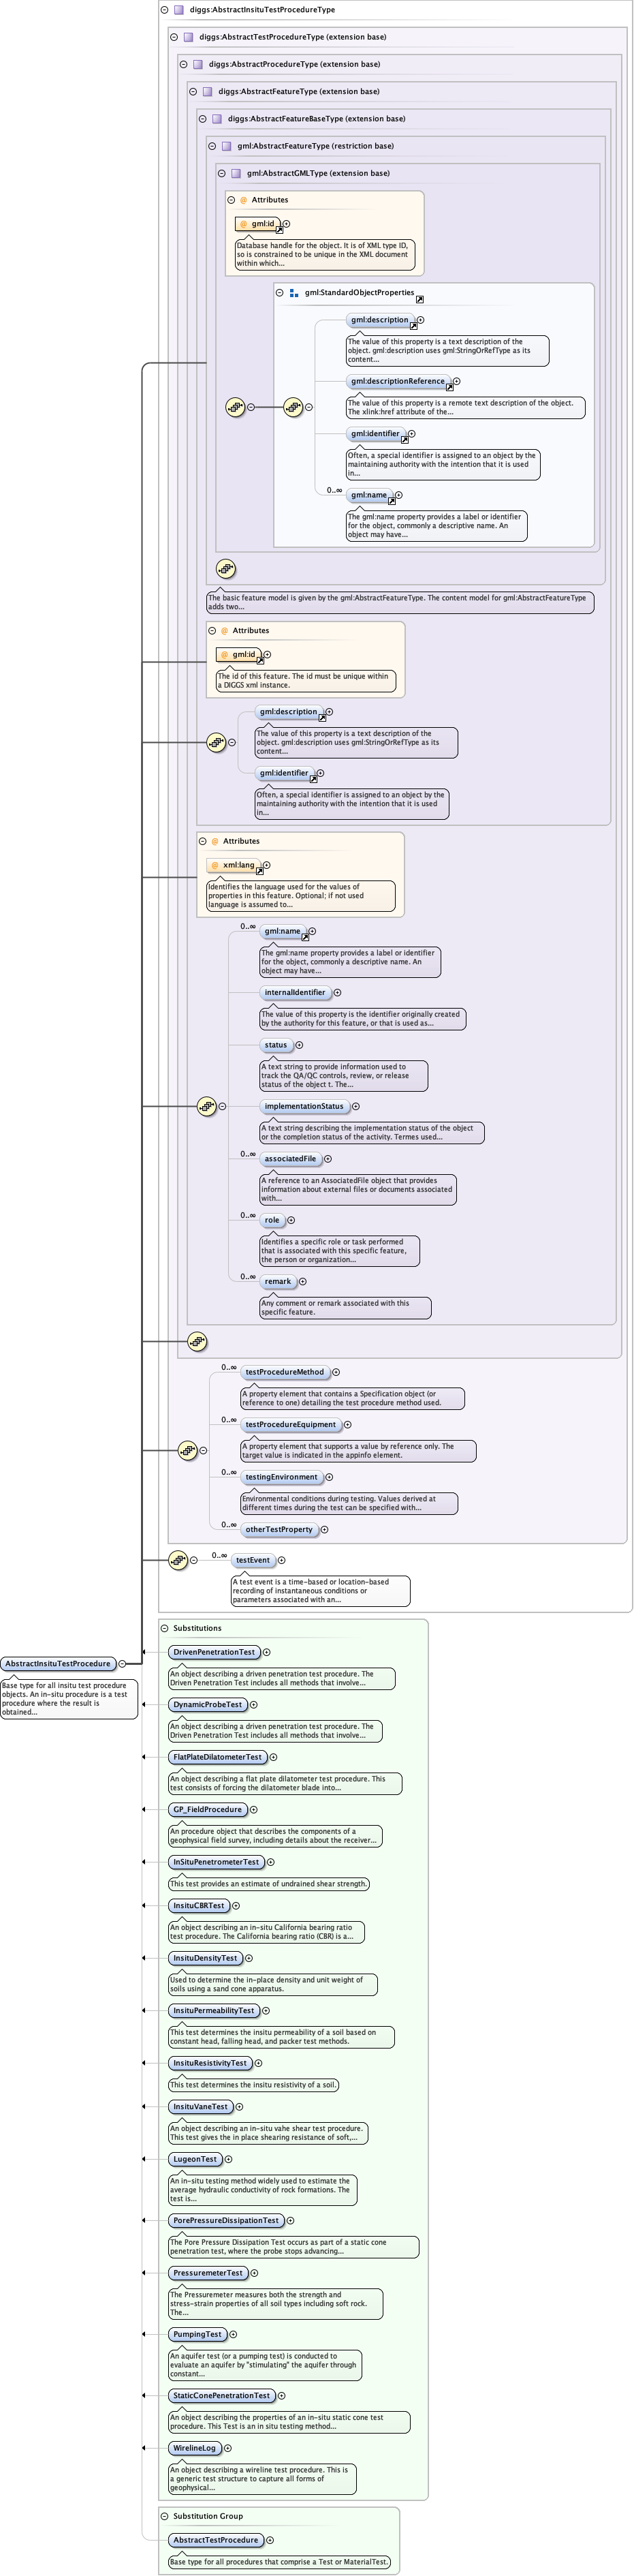 diggs:AbstractInsituTestProcedureType
diggs:AbstractTestProcedureType (extension base)
diggs:AbstractProcedureType (extension base)
diggs:AbstractFeatureType (extension base)
diggs:AbstractFeatureBaseType (extension base)
gml:AbstractFeatureType (restriction base)
gml:AbstractGMLType (extension base)
@ Attributes
@ gml:id
Database handle for the object. It is of XML type ID,
so is constrained to be unique in the XML document
within which...
gml:StandardObjectProperties
gml:description
The value of this property is a text description of the
object. gml:description uses gml:StringOrRefType as its
content...
gml:descriptionReference
The value of this property is a remote text description of the object.
The xlink:href attribute of the...
gml:identifier
Often, a special identifier is assigned to an object by the
maintaining authority with the intention that it is used
in...
0..∞
gml:name
The gml:name property provides a label or identifier
for the object, commonly a descriptive name. An
object may have...
The basic feature model is given by the gml:AbstractFeatureType. The content model for gml:AbstractFeatureType
adds two...
@ Attributes
@ gml:id
The id of this feature. The id must be unique within
a DIGGS xml instance.
gml:description
The value of this property is a text description of the
object. gml:description uses gml:StringOrRefType as its
content...
gml:identifier
Often, a special identifier is assigned to an object by the
maintaining authority with the intention that it is used
in...
@ Attributes
@ xml:lang
Identifies the language used for the values of
properties in this feature. Optional; if not used
language is assumed to...
0..∞
gml:name
The gml:name property provides a label or identifier
for the object, commonly a descriptive name. An
object may have...
internalIdentifier
The value of this property is the identifier originally created
by the authority for this feature, or that is used as...
status
A text string to provide information used to
track the QA/QC controls, review, or release
status of the object t. The...
implementationStatus
A text string describing the implementation status of the object
or the completion status of the activity. Termes used...
0..∞
associatedFile
A reference to an AssociatedFile object that provides
information about external files or documents associated
with...
0..∞
role
Identifies a specific role or task performed
that is associated with this specific feature,
the person or organization...
0..∞
remark
Any comment or remark associated with this
specific feature.
0..∞
testProcedureMethod
A property element that contains a Specification object (or
reference to one) detailing the test procedure method used.
0..∞
testProcedureEquipment
A property element that supports a value by reference only. The
target value is indicated in the appinfo element.
0..∞
testingEnvironment
Environmental conditions during testing. Values derived at
different times during the test can be specified with...
0..∞
otherTestProperty
0..∞
testEvent
A test event is a time-based or location-based
recording of instantaneous conditions or
parameters associated with an...
AbstractInsituTestProcedure
Base type for all insitu test procedure
objects. An in-situ procedure is a test
procedure where the result is
obtained...
Substitutions
DrivenPenetrationTest
An object describing a driven penetration test procedure. The
Driven Penetration Test includes all methods that involve...
DynamicProbeTest
An object describing a driven penetration test procedure. The
Driven Penetration Test includes all methods that involve...
FlatPlateDilatometerTest
An object describing a flat plate dilatometer test procedure. This
test consists of forcing the dilatometer blade into...
GP_FieldProcedure
An procedure object that describes the components of a
geophysical field survey, including details about the receiver...
InSituPenetrometerTest
This test provides an estimate of undrained shear strength.
InsituCBRTest
An object describing an in-situ California bearing ratio
test procedure. The California bearing ratio (CBR) is a...
InsituDensityTest
Used to determine the in-place density and unit weight of
soils using a sand cone apparatus.
InsituPermeabilityTest
This test determines the insitu permeability of a soil based on
constant head, falling head, and packer test methods.
InsituResistivityTest
This test determines the insitu resistivity of a soil.
InsituVaneTest
An object describing an in-situ vahe shear test procedure.
This test gives the in place shearing resistance of soft,...
LugeonTest
An in-situ testing method widely used to estimate the
average hydraulic conductivity of rock formations. The
test is...
PorePressureDissipationTest
The Pore Pressure Dissipation Test occurs as part of a static cone
penetration test, where the probe stops advancing...
PressuremeterTest
The Pressuremeter measures both the strength and
stress-strain properties of all soil types including soft rock.
The...
PumpingTest
An aquifer test (or a pumping test) is conducted to
evaluate an aquifer by "stimulating" the aquifer through
constant...
StaticConePenetrationTest
An object describing the properties of an in-situ static cone test
procedure. This Test is an in situ testing method...
WirelineLog
An object describing a wireline test procedure. This is
a generic test structure to capture all forms of
geophysical...
Substitution Group
AbstractTestProcedure
Base type for all procedures that comprise a Test or MaterialTest.